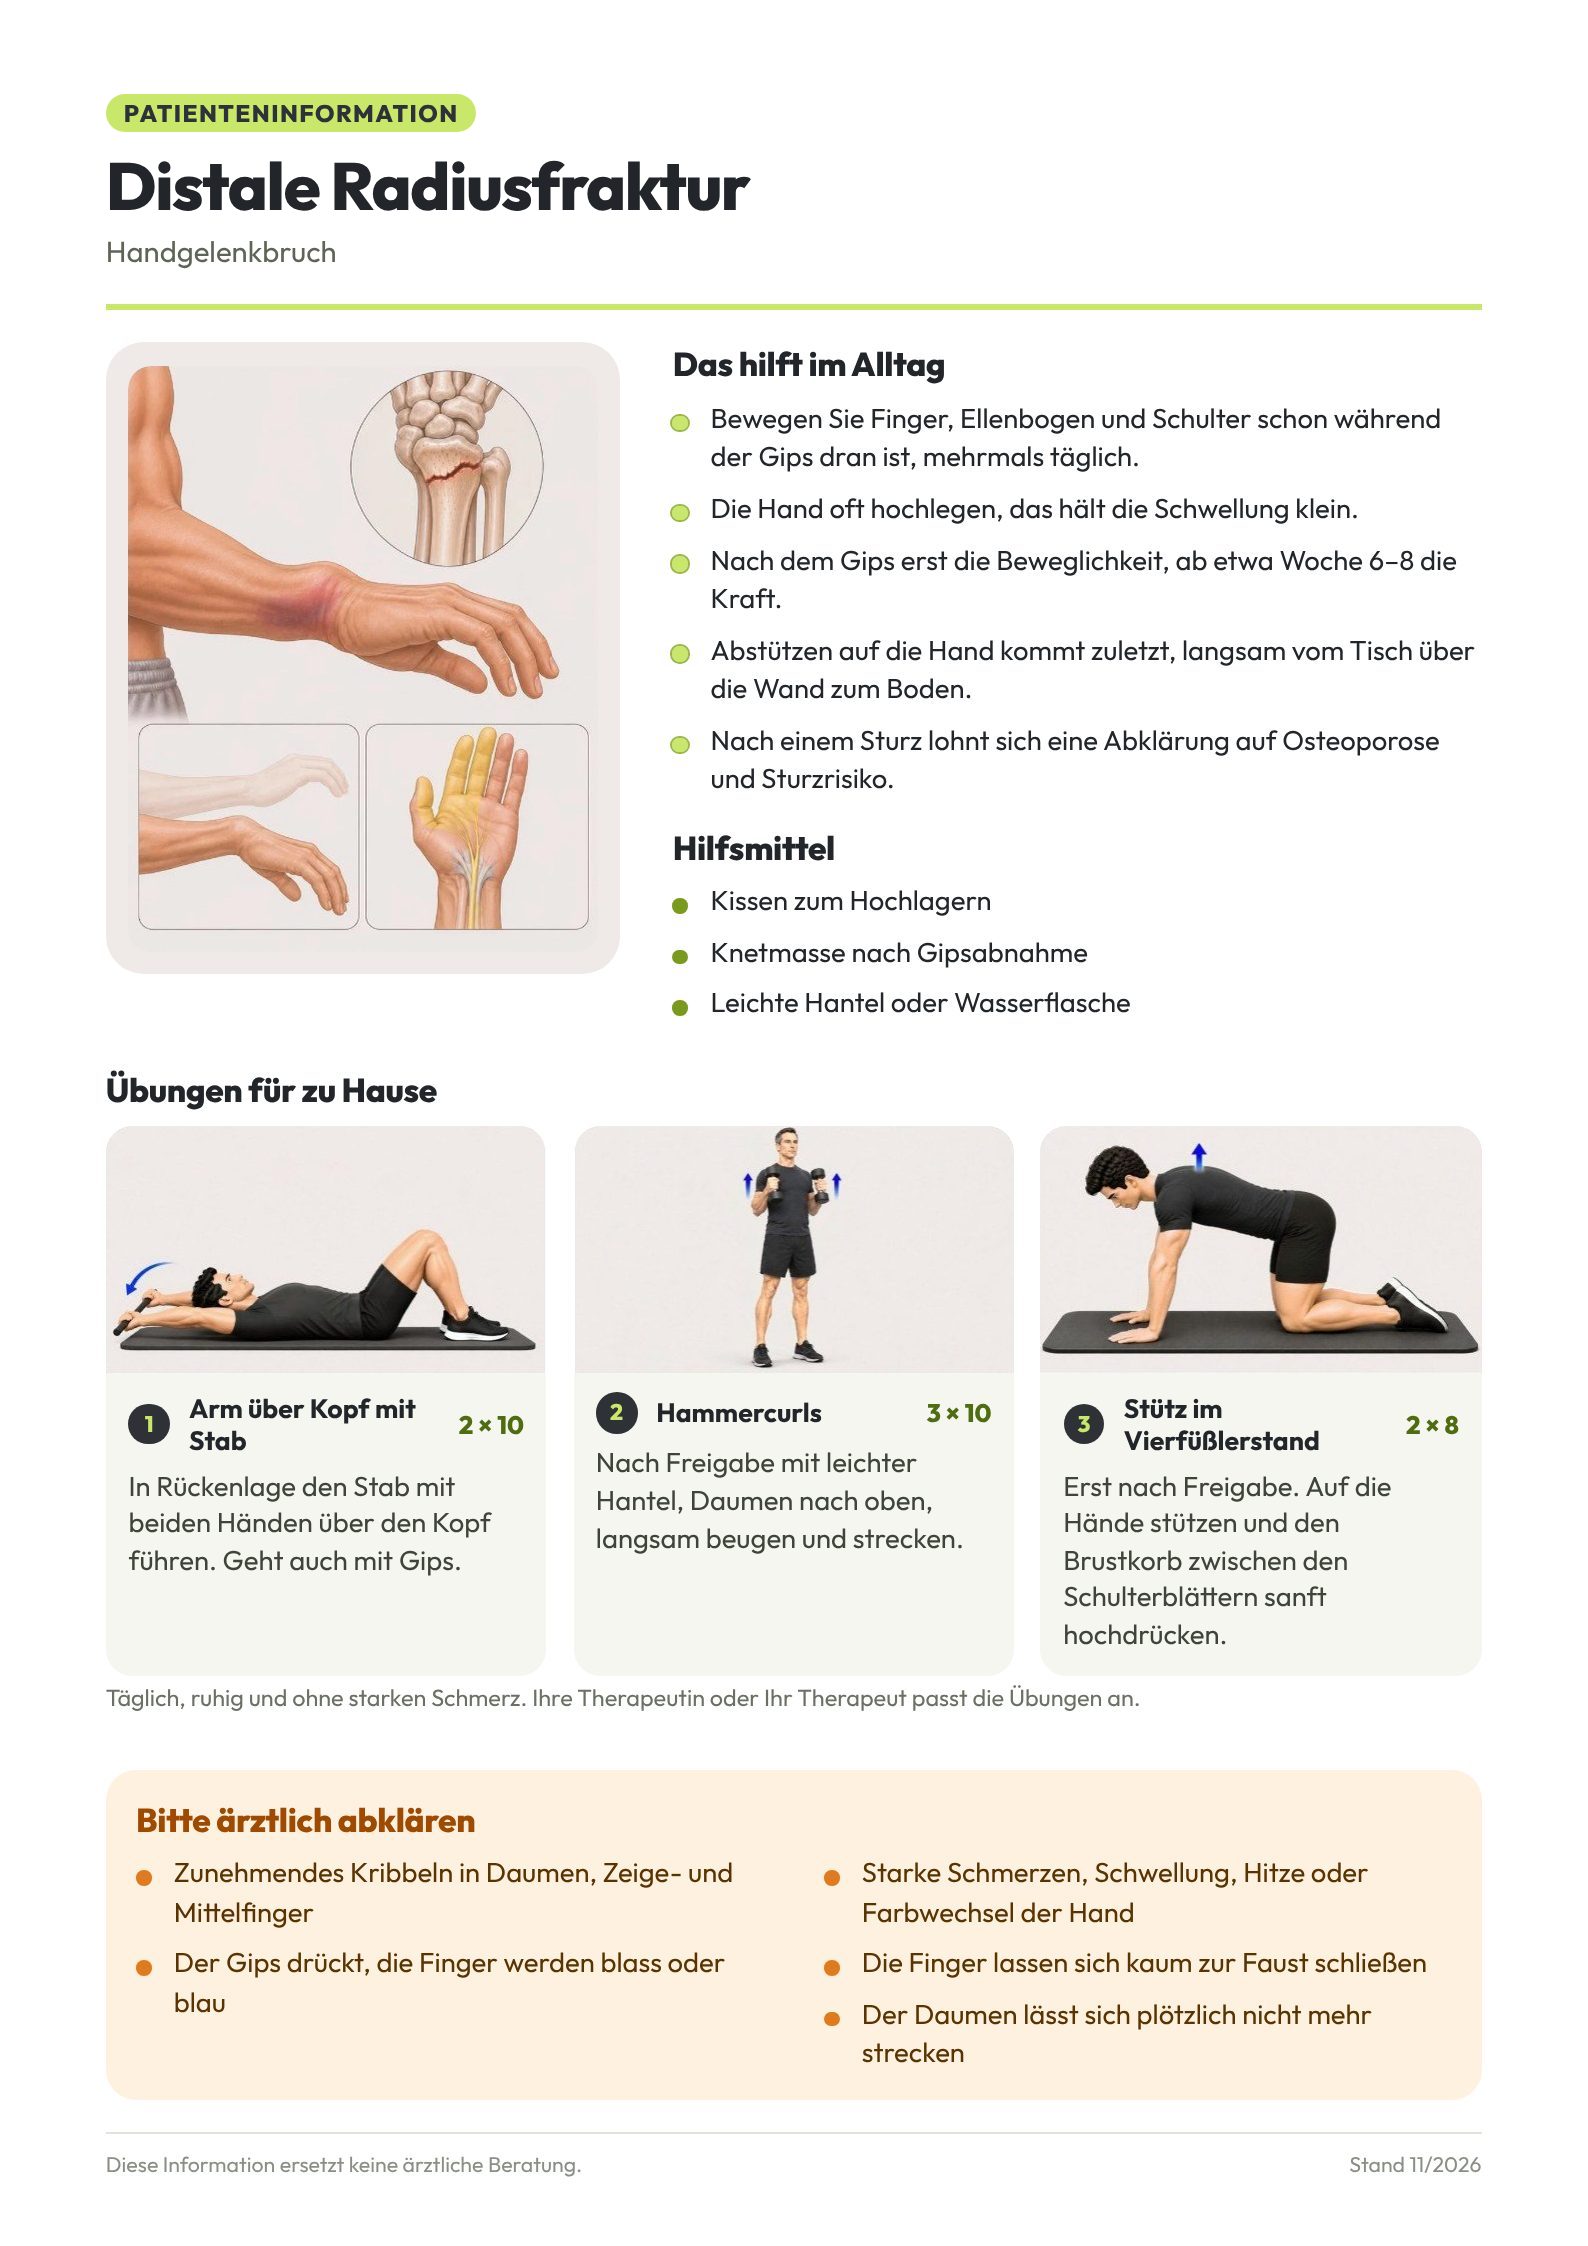 PATIENTENINFORMATION
Distale Radiusfraktur
Handgelenkbruch
Das hilft im Alltag
Bewegen Sie Finger, Ellenbogen und Schulter schon während
der Gips dran ist, mehrmals täglich.
Die Hand oft hochlegen, das hält die Schwellung klein.
Nach dem Gips erst die Beweglichkeit, ab etwa Woche 6–8 die
Kraft.
Abstützen auf die Hand kommt zuletzt, langsam vom Tisch über
die Wand zum Boden.
Nach einem Sturz lohnt sich eine Abklärung auf Osteoporose
und Sturzrisiko.
Hilfsmittel
Kissen zum Hochlagern
Knetmasse nach Gipsabnahme
Leichte Hantel oder Wasserflasche
Übungen für zu Hause
1 Arm über Kopf mit
Stab
2 × 10
In Rückenlage den Stab mit
beiden Händen über den Kopf
führen. Geht auch mit Gips.
2 Hammercurls 3 × 10
Nach Freigabe mit leichter
Hantel, Daumen nach oben,
langsam beugen und strecken.
3 Stütz im
Vierfüßlerstand
2 × 8
Erst nach Freigabe. Auf die
Hände stützen und den
Brustkorb zwischen den
Schulterblättern sanft
hochdrücken.
Täglich, ruhig und ohne starken Schmerz. Ihre Therapeutin oder Ihr Therapeut passt die Übungen an.
Bitte ärztlich abklären
Zunehmendes Kribbeln in Daumen, Zeige- und
Mittelfinger
Der Gips drückt, die Finger werden blass oder
blau
Starke Schmerzen, Schwellung, Hitze oder
Farbwechsel der Hand
Die Finger lassen sich kaum zur Faust schließen
Der Daumen lässt sich plötzlich nicht mehr
strecken
Diese Information ersetzt keine ärztliche Beratung.
Stand 11/2026